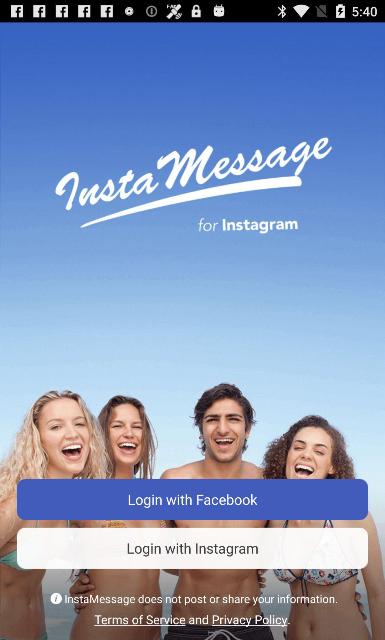 5:40
InstaMessage
for Instagram
Login with Facebook
Login with Instagram
InstaMessage does not post or share your information.
Terms of Service and Privacy Policy.